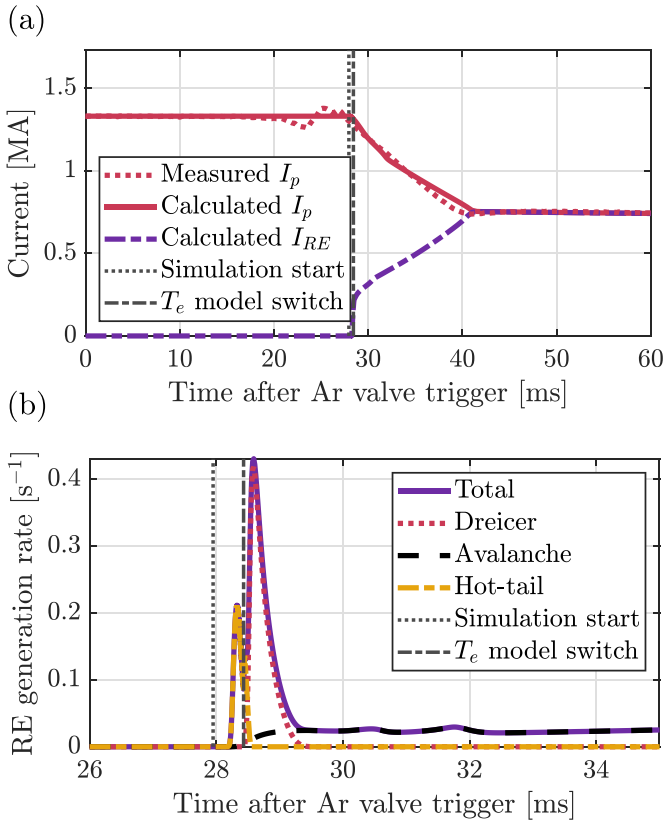 (a)
Current [MA]
1.5
1
0.5
0
Measured I_p
Calculated I_p
Calculated I_{RE}
Simulation start
T_e model switch
0 10 20 30 40 50 60
Time after Ar valve trigger [ms]
(b)
RE generation rate [s⁻¹]
0.4
0.3
0.2
0.1
0
Total
Dreicer
Avalanche
Hot-tail
Simulation start
T_e model switch
26 28 30 32 34
Time after Ar valve trigger [ms]